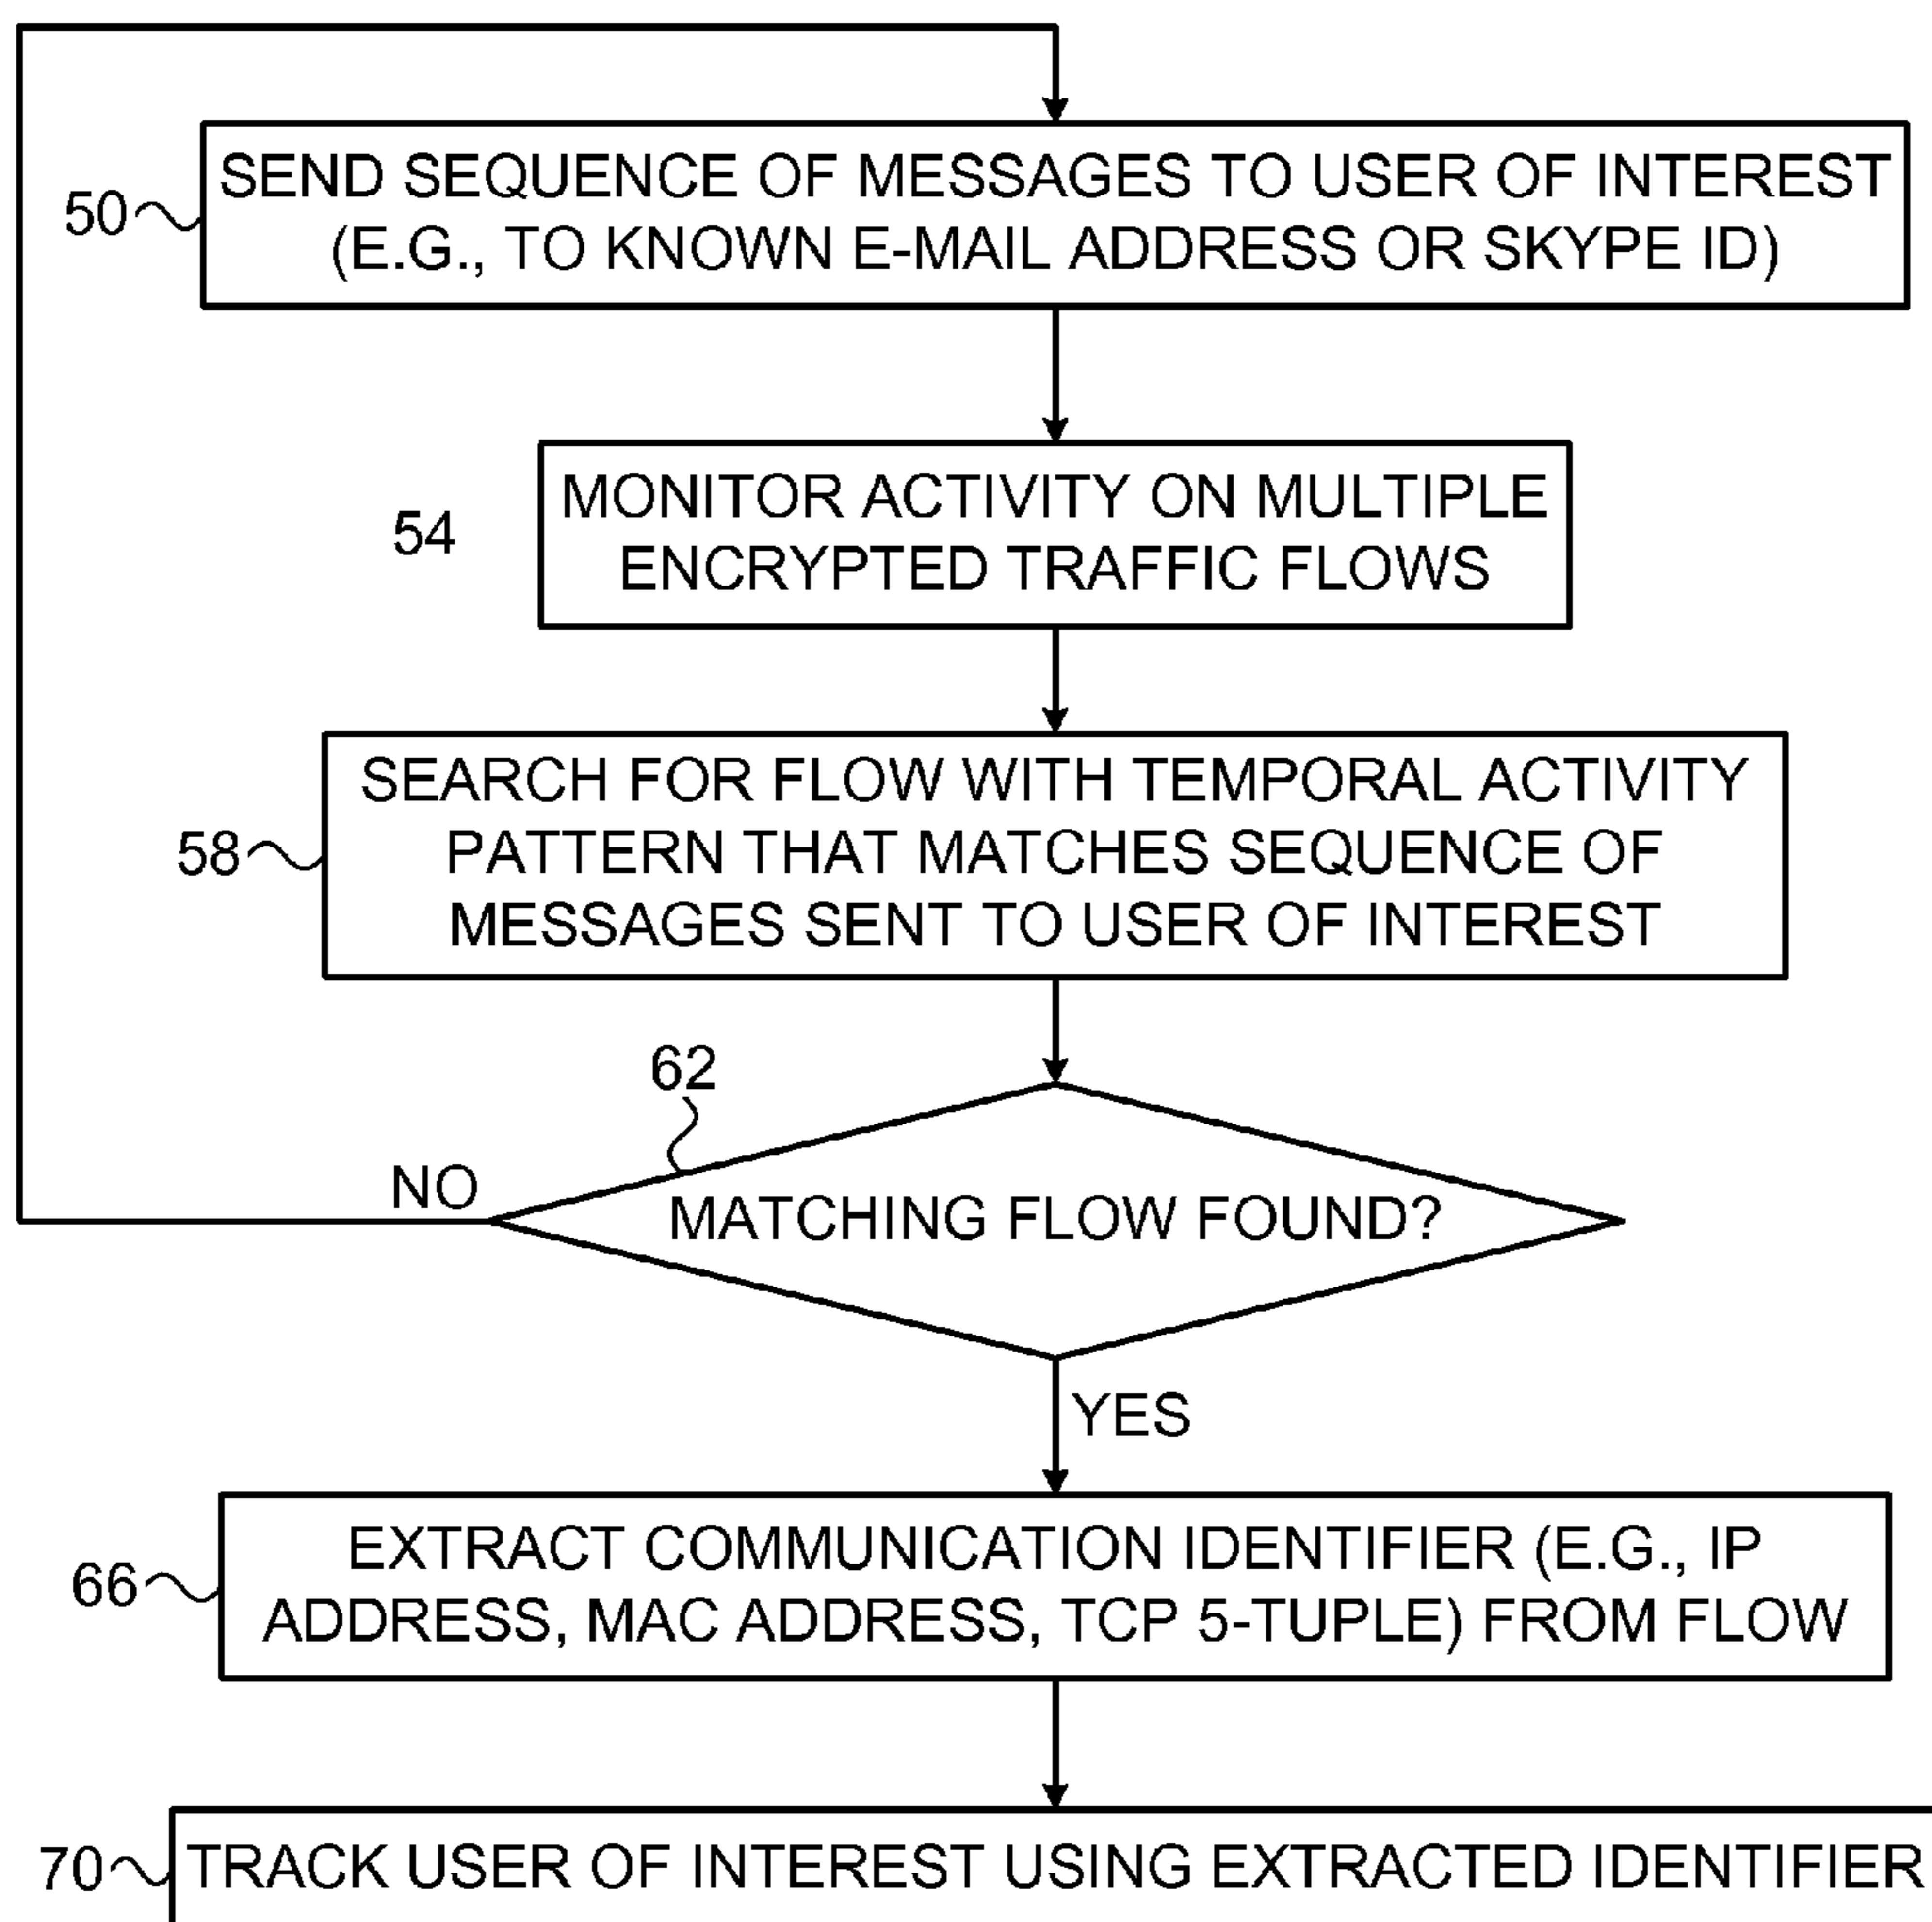 50
SEND SEQUENCE OF MESSAGES TO USER OF INTEREST
(E.G., TO KNOWN E-MAIL ADDRESS OR SKYPE ID)
54
MONITOR ACTIVITY ON MULTIPLE
ENCRYPTED TRAFFIC FLOWS
58
SEARCH FOR FLOW WITH TEMPORAL ACTIVITY
PATTERN THAT MATCHES SEQUENCE OF
MESSAGES SENT TO USER OF INTEREST
62
NO
MATCHING FLOW FOUND?
YES
66
EXTRACT COMMUNICATION IDENTIFIER (E.G., IP
ADDRESS, MAC ADDRESS, TCP 5-TUPLE) FROM FLOW
70
TRACK USER OF INTEREST USING EXTRACTED IDENTIFIER